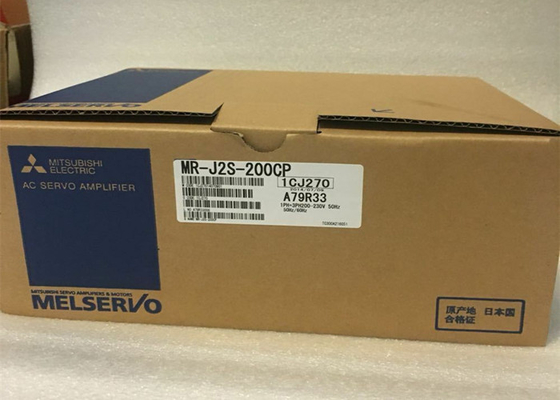 MITSUBISHI
ELECTRIC
AC SERVO AMPLIFIER
MITSUBISHI SERVO AMPLIFIERS & MOTORS
MELSERVO
MR-J2S-200CP
1CJ270
A79R33
1PH+3PH200-230V 50Hz
50Hz/60Hz
原产地 日本国
合格证